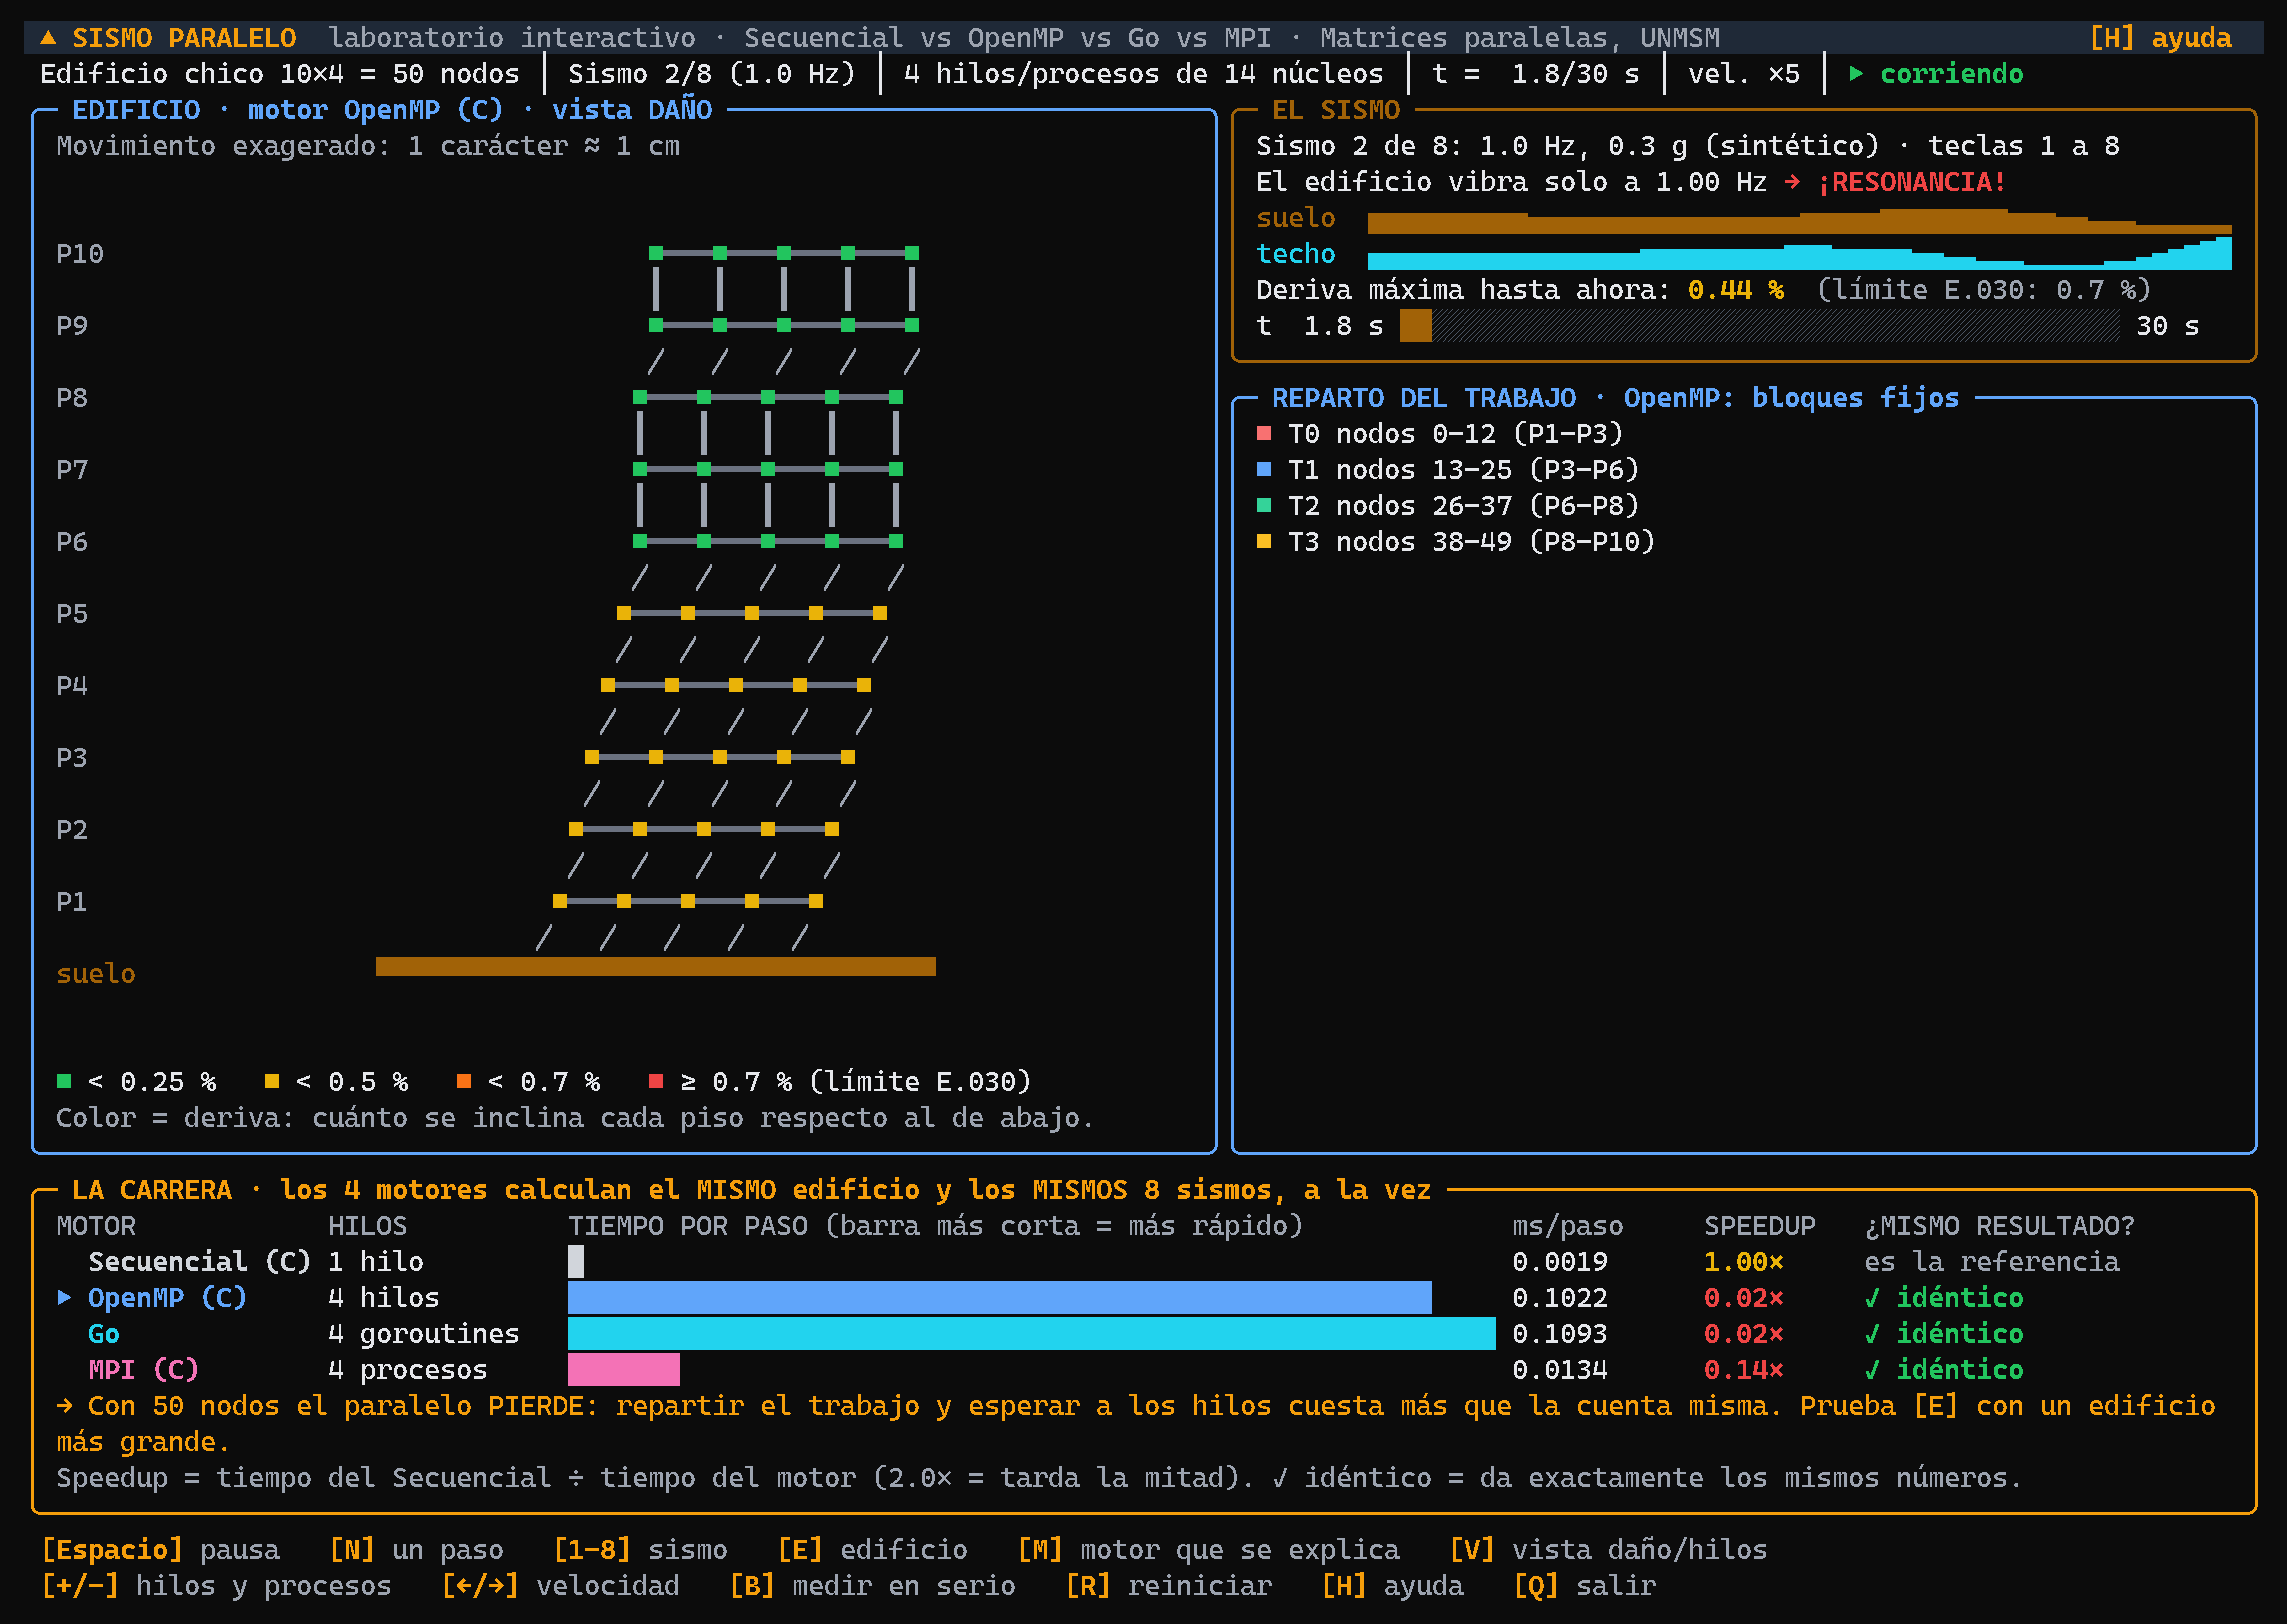 ▲ SISMO PARALELO laboratorio interactivo · Secuencial vs OpenMP vs Go vs MPI · Matrices paralelas, UNMSM [H] ayuda
Edificio chico 10×4 = 50 nodos │ Sismo 2/8 (1.0 Hz) │ 4 hilos/procesos de 14 núcleos │ t = 1.8/30 s │ vel. ×5 │ ▶ corriendo
EDIFICIO · motor OpenMP (C) · vista DAÑO
Movimiento exagerado: 1 carácter ≈ 1 cm
P10
P9
P8
P7
P6
P5
P4
P3
P2
P1
suelo
■ < 0.25 % ■ < 0.5 % ■ < 0.7 % ■ ≥ 0.7 % (límite E.030)
Color = deriva: cuánto se inclina cada piso respecto al de abajo.
EL SISMO
Sismo 2 de 8: 1.0 Hz, 0.3 g (sintético) · teclas 1 a 8
El edificio vibra solo a 1.00 Hz → ¡RESONANCIA!
suelo
techo
Deriva máxima hasta ahora: 0.44 % (límite E.030: 0.7 %)
t 1.8 s 30 s
REPARTO DEL TRABAJO · OpenMP: bloques fijos
■ T0 nodos 0–12 (P1–P3)
■ T1 nodos 13–25 (P3–P6)
■ T2 nodos 26–37 (P6–P8)
■ T3 nodos 38–49 (P8–P10)
LA CARRERA · los 4 motores calculan el MISMO edificio y los MISMOS 8 sismos, a la vez
MOTOR HILOS TIEMPO POR PASO (barra más corta = más rápido) ms/paso SPEEDUP ¿MISMO RESULTADO?
Secuencial (C) 1 hilo 0.0019 1.00× es la referencia
▶ OpenMP (C) 4 hilos 0.1022 0.02× ✓ idéntico
Go 4 goroutines 0.1093 0.02× ✓ idéntico
MPI (C) 4 procesos 0.0134 0.14× ✓ idéntico
→ Con 50 nodos el paralelo PIERDE: repartir el trabajo y esperar a los hilos cuesta más que la cuenta misma. Prueba [E] con un edificio
más grande.
Speedup = tiempo del Secuencial ÷ tiempo del motor (2.0× = tarda la mitad). ✓ idéntico = da exactamente los mismos números.
[Espacio] pausa [N] un paso [1–8] sismo [E] edificio [M] motor que se explica [V] vista daño/hilos
[+/−] hilos y procesos [←/→] velocidad [B] medir en serio [R] reiniciar [H] ayuda [Q] salir